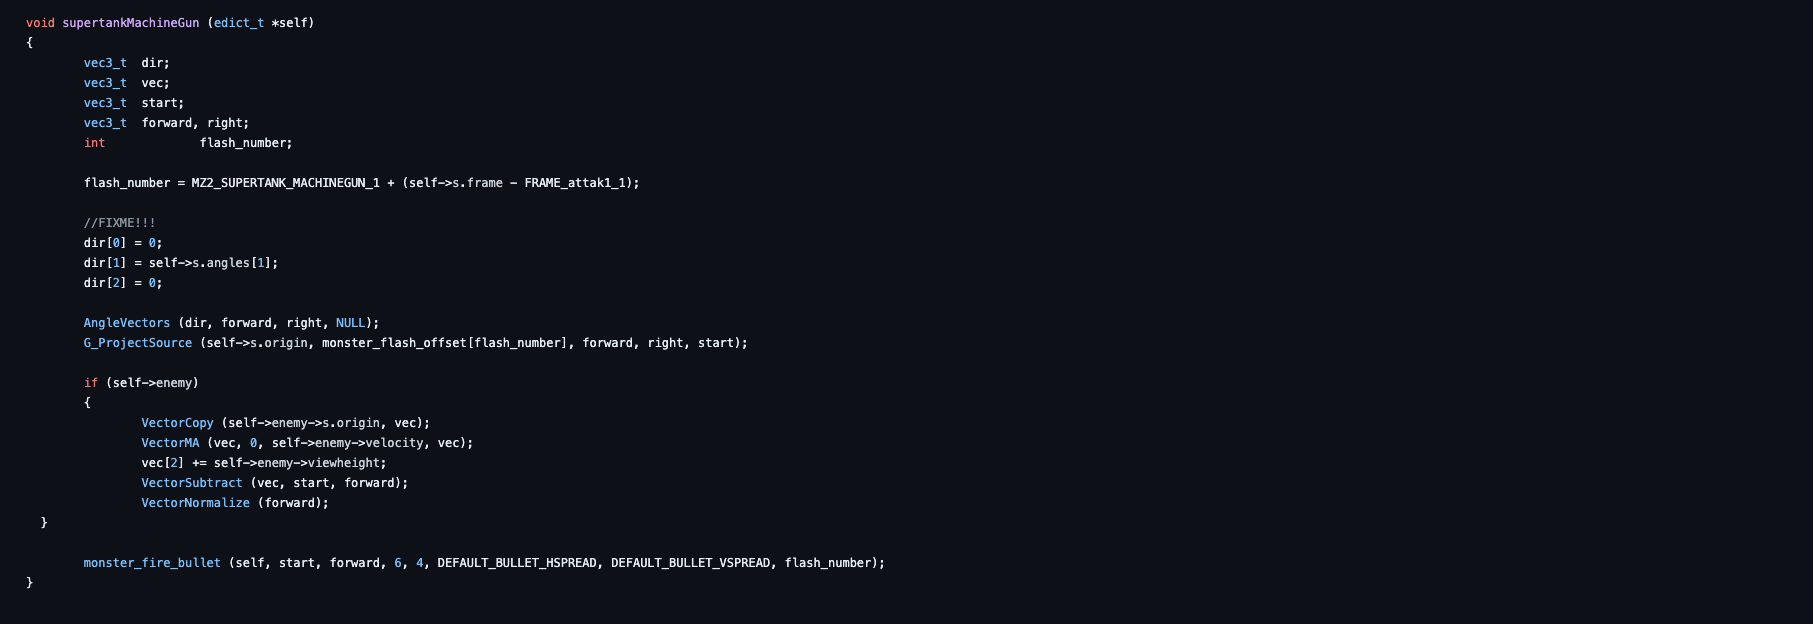 void supertankMachineGun (edict_t *self)
{
vec3_t dir;
vec3_t vec;
vec3_t start;
vec3_t forward, right;
int flash_number;
flash_number = MZ2_SUPERTANK_MACHINEGUN_1 + (self->s.frame - FRAME_attak1_1);
//FIXME!!!
dir[0] = 0;
dir[1] = self->s.angles[1];
dir[2] = 0;
AngleVectors (dir, forward, right, NULL);
G_ProjectSource (self->s.origin, monster_flash_offset[flash_number], forward, right, start);
if (self->enemy)
{
VectorCopy (self->enemy->s.origin, vec);
VectorMA (vec, 0, self->enemy->velocity, vec);
vec[2] += self->enemy->viewheight;
VectorSubtract (vec, start, forward);
VectorNormalize (forward);
}
monster_fire_bullet (self, start, forward, 6, 4, DEFAULT_BULLET_HSPREAD, DEFAULT_BULLET_VSPREAD, flash_number);
}